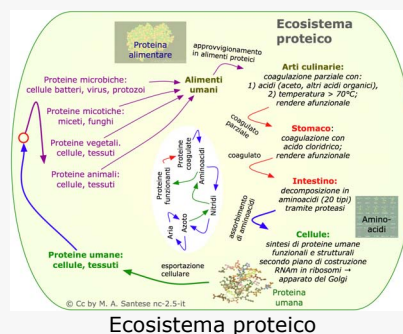 Ecosistema
proteico
Proteina
alimentare
approvvigionamento
in alimenti proteici
Proteine microbiche:
cellule batteri, virus, protozoi
Alimenti
umani
Arti culinarie:
coagulazione parziale con:
1) acidi (aceto, altri acidi organici),
2) temperatura > 70°C;
rendere afunzionale
Proteine micotiche:
miceti, funghi
coagulato
parziale
Proteine vegetali.
cellule, tessuti
Stomaco:
coagulazione con
acido cloridrico;
rendere afunzionale
Proteine animali:
cellule, tessuti
coagulato
Proteine
funzionanti
Proteine
coagulate
Aminoacidi
Nitridi
Azoto
Aria
Intestino:
decomposizione in
aminoacidi (20 tipi)
tramite proteasi
assorbimento
di aminoacidi
Amino-
acidi
Cellule:
sintesi di proteine umane
funzionali e strutturali
secondo piano di costruzione
RNAm in ribosomi →
apparato del Golgi
Proteine umane:
cellule, tessuti
esportazione
cellulare
Proteina
umana
© Cc by M. A. Santese nc-2.5-it
Ecosistema proteico